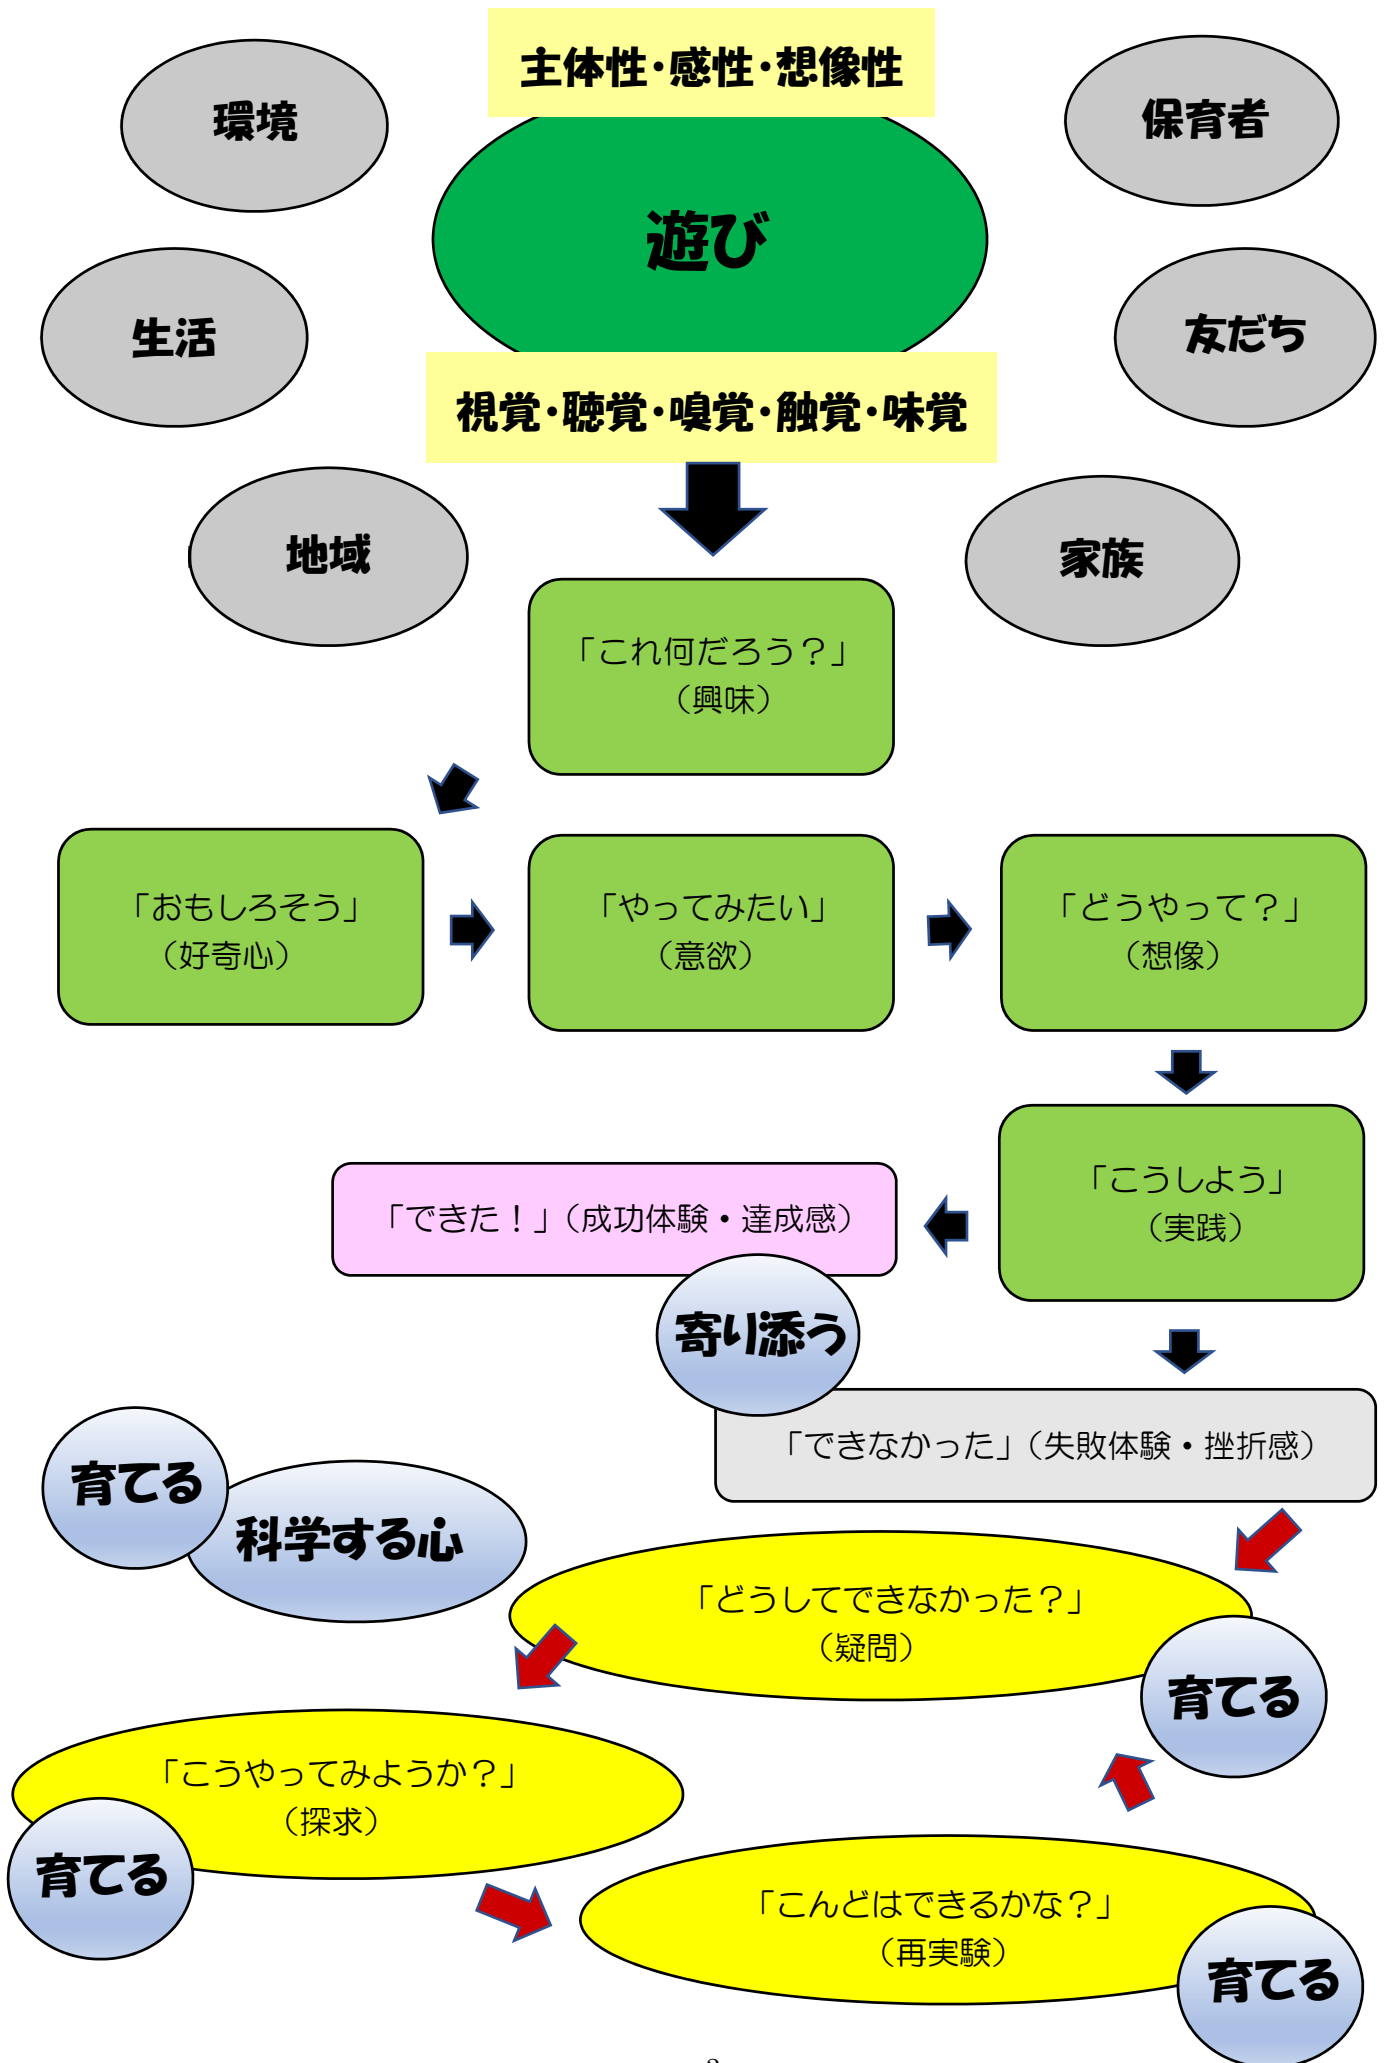 主体性・感性・想像性
環境
保育者
遊び
生活
友だち
視覚・聴覚・嗅覚・触覚・味覚
地域
家族
「これ何だろう？」
（興味）
「おもしろそう」
（好奇心）
「やってみたい」
（意欲）
「どうやって？」
（想像）
「こうしよう」
（実践）
「できた！」（成功体験・達成感）
寄り添う
「できなかった」（失敗体験・挫折感）
育てる
科学する心
「どうしてできなかった？」
（疑問）
育てる
「こうやってみようか？」
（探求）
育てる
「こんどはできるかな？」
（再実験）
育てる